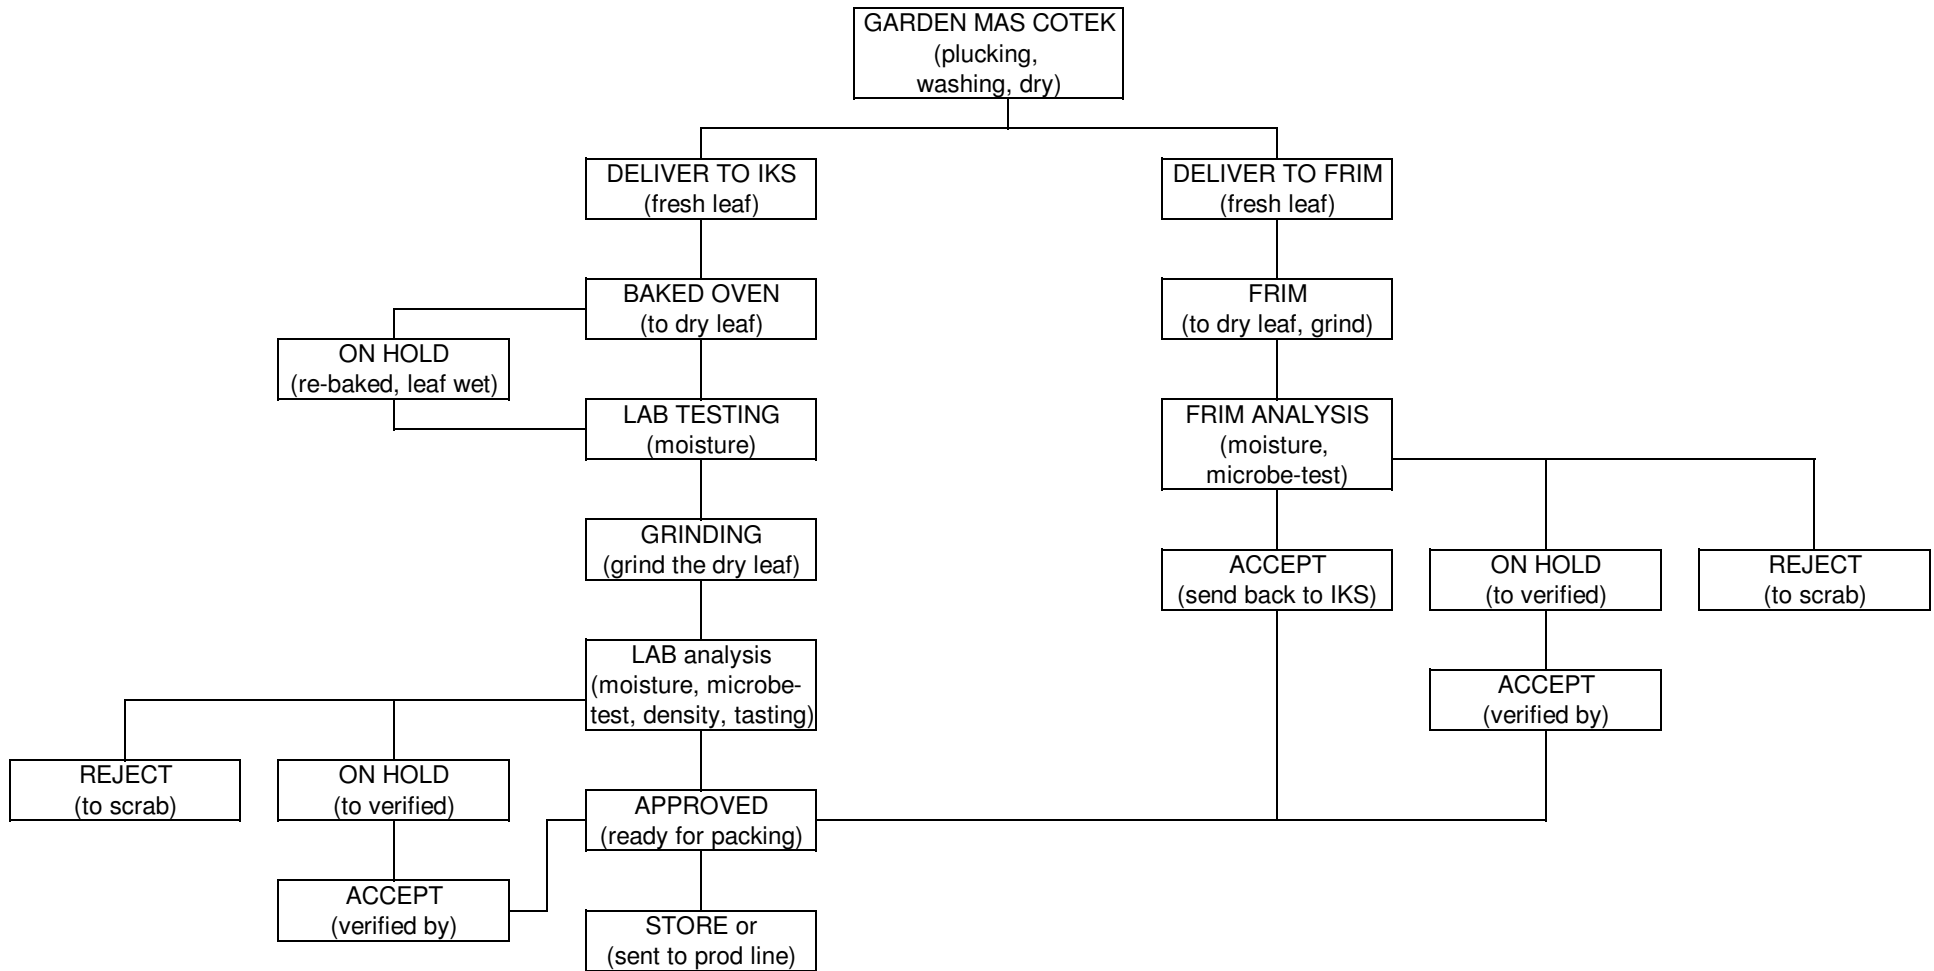 GARDEN MAS COTEK
(plucking,
washing, dry)
DELIVER TO IKS
(fresh leaf)
DELIVER TO FRIM
(fresh leaf)
BAKED OVEN
(to dry leaf)
FRIM
(to dry leaf, grind)
ON HOLD
(re-baked, leaf wet)
LAB TESTING
(moisture)
FRIM ANALYSIS
(moisture,
microbe-test)
GRINDING
(grind the dry leaf)
ACCEPT
(send back to IKS)
ON HOLD
(to verified)
REJECT
(to scrab)
LAB analysis
(moisture, microbe-
test, density, tasting)
ACCEPT
(verified by)
REJECT
(to scrab)
ON HOLD
(to verified)
APPROVED
(ready for packing)
ACCEPT
(verified by)
STORE or
(sent to prod line)